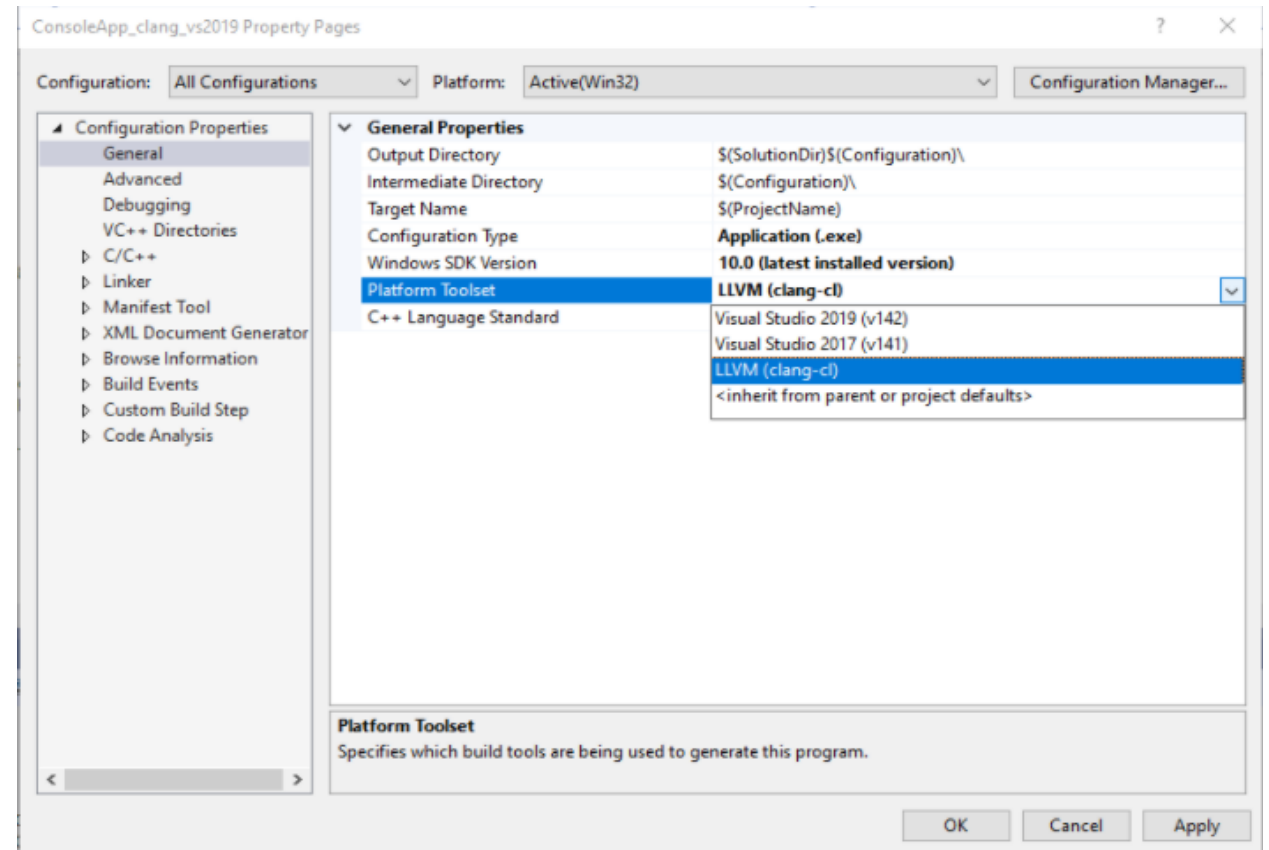 ConsoleApp_clang_vs2019 Property Pages
Configuration: All Configurations Platform: Active(Win32) Configuration Manager...
Configuration Properties
General
Advanced
Debugging
VC++ Directories
C/C++
Linker
Manifest Tool
XML Document Generator
Browse Information
Build Events
Custom Build Step
Code Analysis
General Properties
Output Directory $(SolutionDir)$(Configuration)\
Intermediate Directory $(Configuration)\
Target Name $(ProjectName)
Configuration Type Application (.exe)
Windows SDK Version 10.0 (latest installed version)
Platform Toolset LLVM (clang-cl)
C++ Language Standard
Visual Studio 2019 (v142)
Visual Studio 2017 (v141)
LLVM (clang-cl)
<inherit from parent or project defaults>
Platform Toolset
Specifies which build tools are being used to generate this program.
OK Cancel Apply